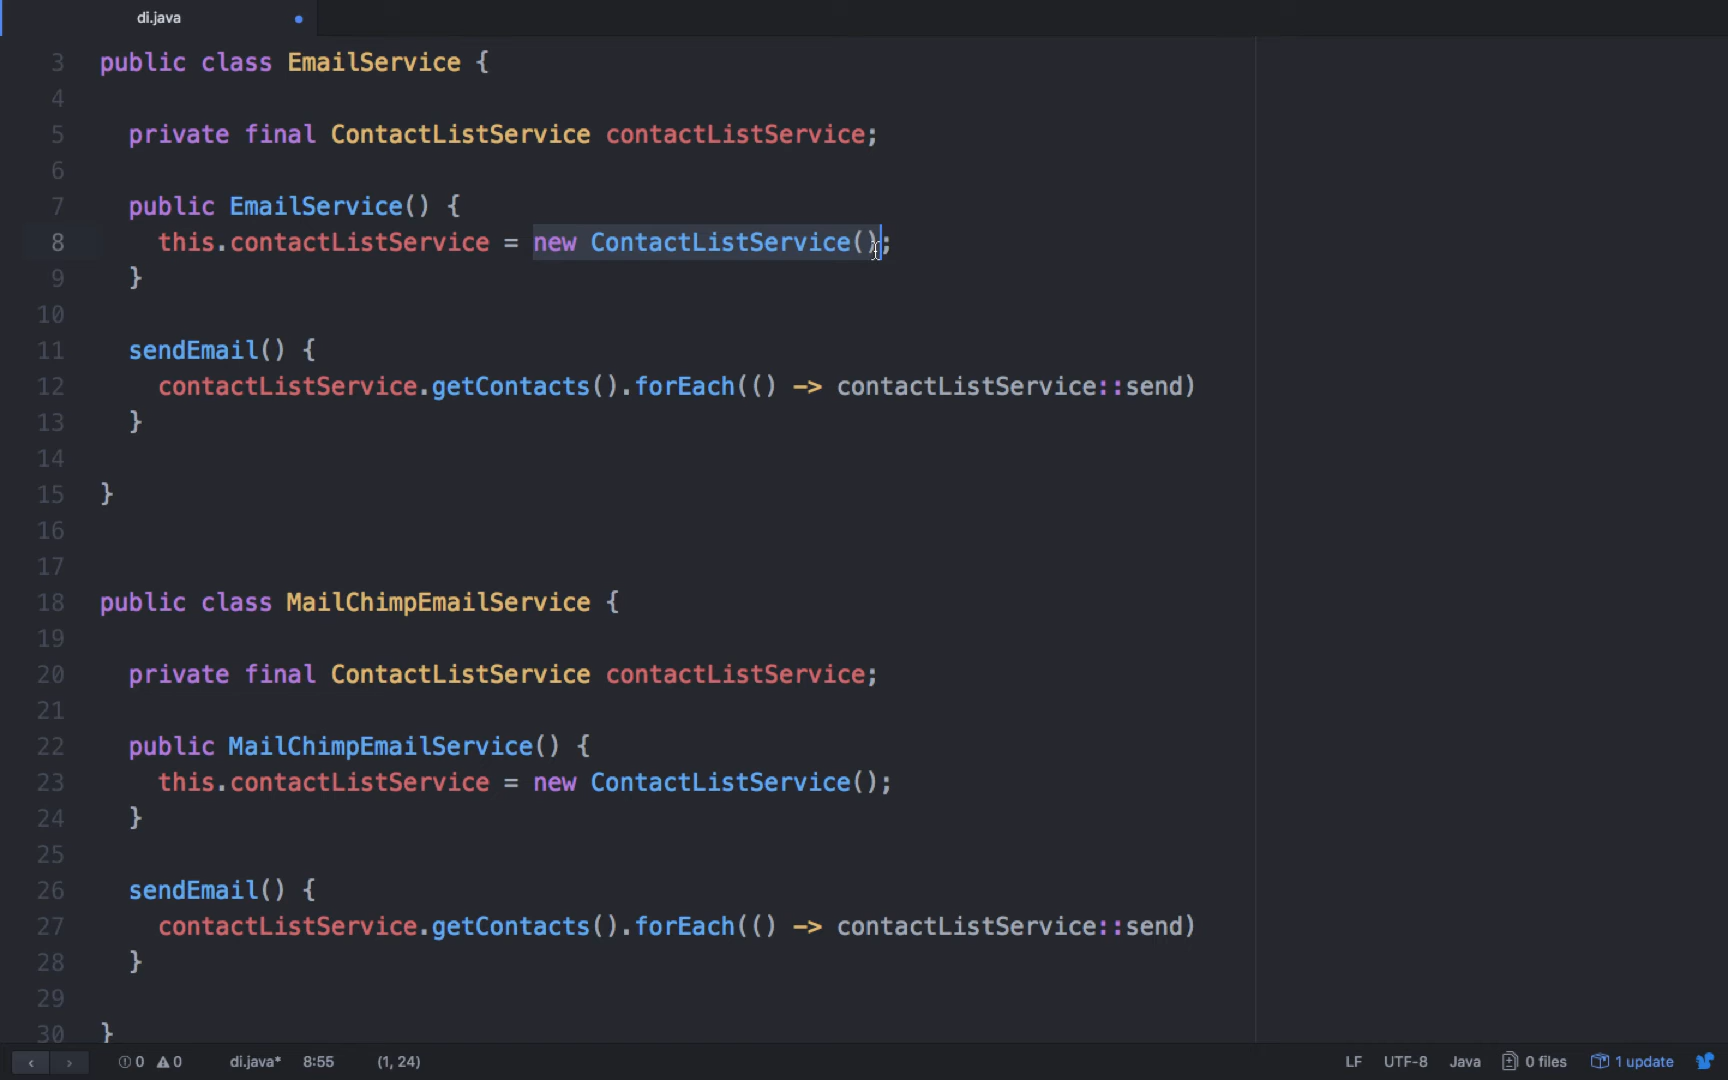 di.java
3 public class EmailService {
4
5 private final ContactListService contactListService;
6
7 public EmailService() {
8 this.contactListService = new ContactListService();
9 }
10
11 sendEmail() {
12 contactListService.getContacts().forEach(() -> contactListService::send)
13 }
14
15 }
16
17
18 public class MailChimpEmailService {
19
20 private final ContactListService contactListService;
21
22 public MailChimpEmailService() {
23 this.contactListService = new ContactListService();
24 }
25
26 sendEmail() {
27 contactListService.getContacts().forEach(() -> contactListService::send)
28 }
29
30 }
0 0 di.java* 8:55 (1, 24) LF UTF-8 Java 0 files 1 update